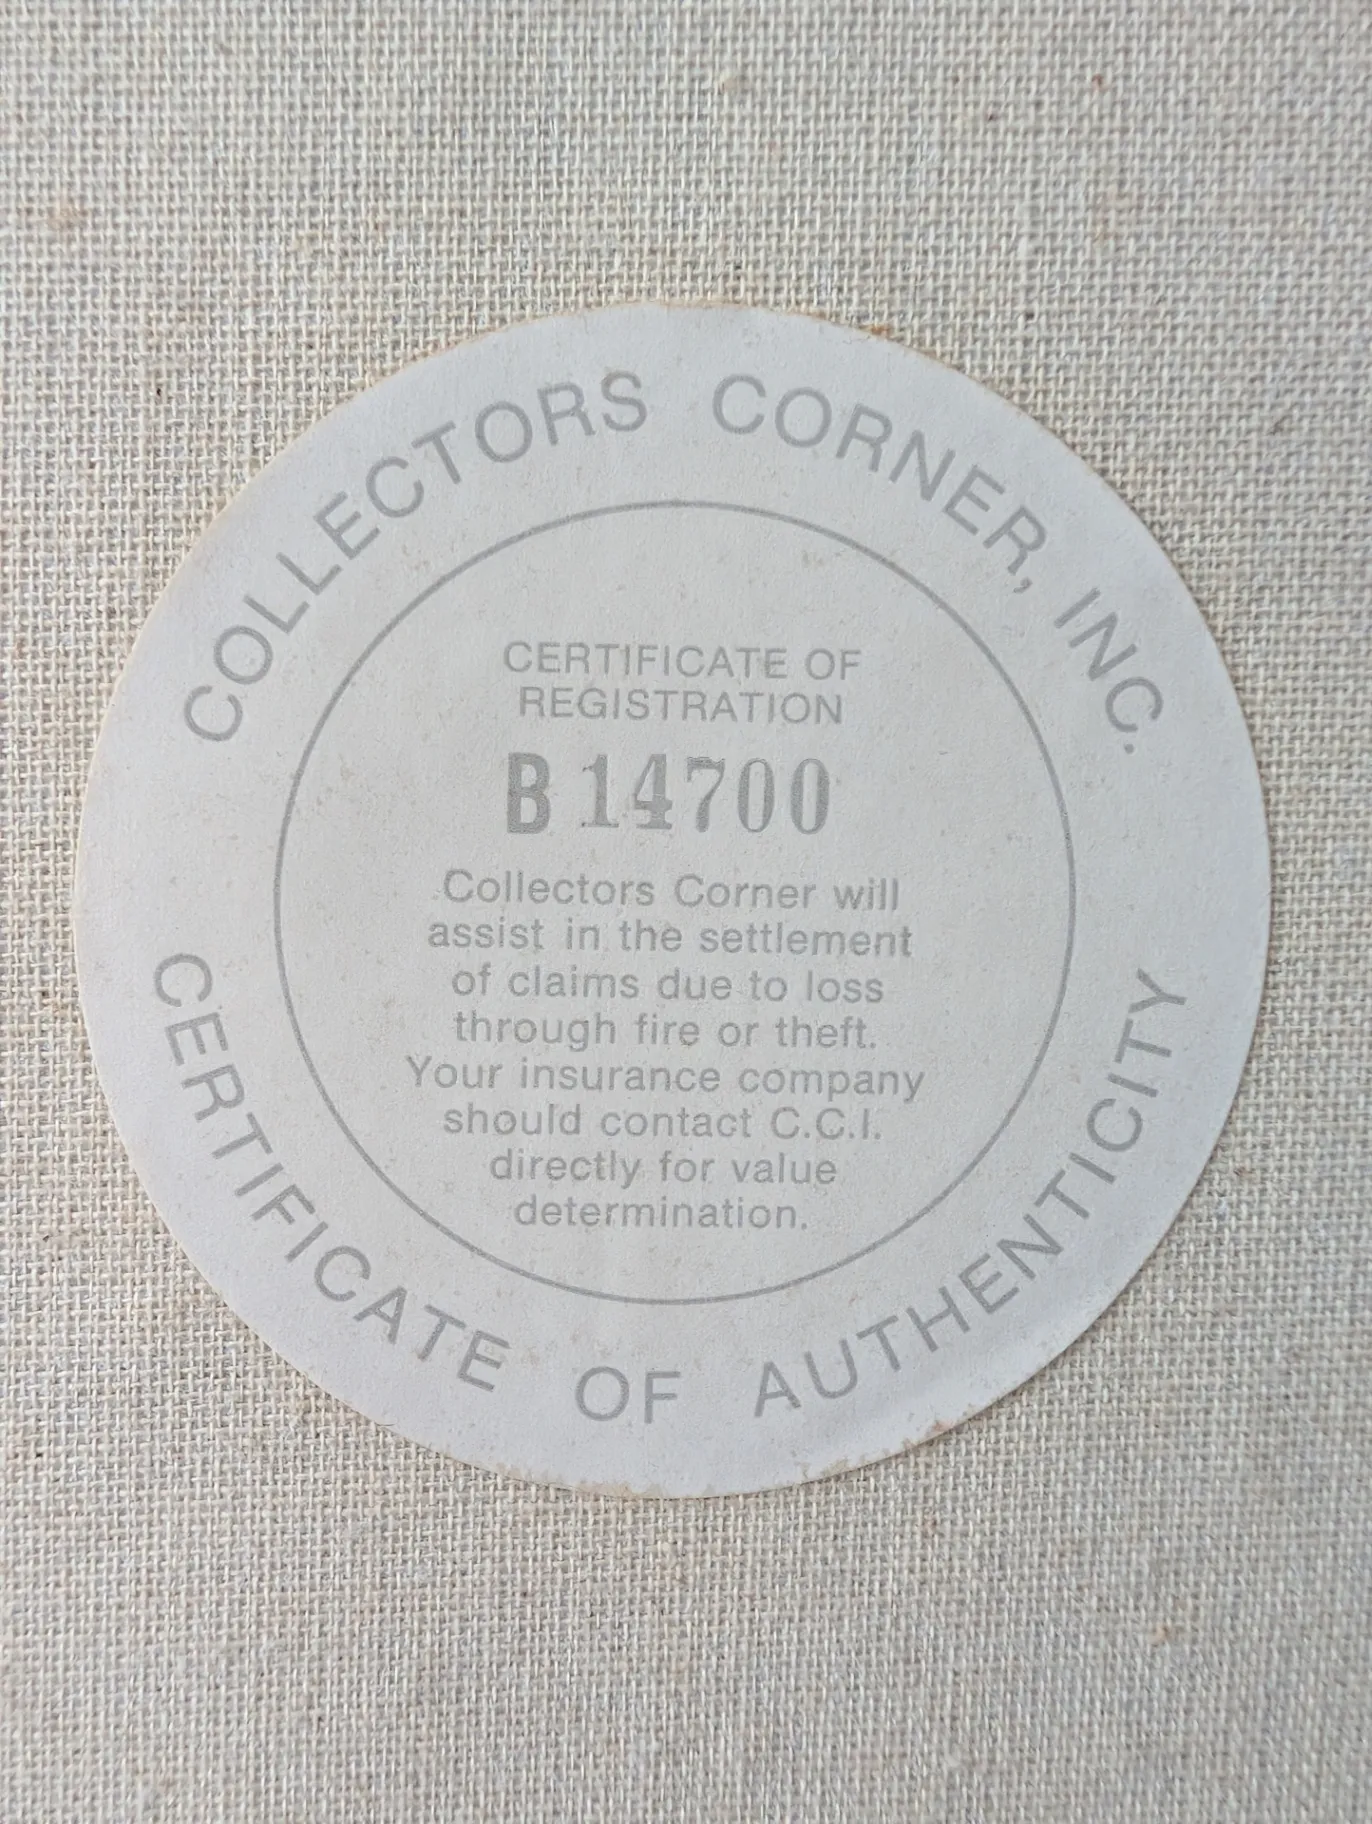 COLLECTORS CORNER, INC.
CERTIFICATE OF
REGISTRATION
B 14700
Collectors Corner will
assist in the settlement
of claims due to loss
through fire or theft.
Your insurance company
should contact C.C.I.
directly for value
determination.
CERTIFICATE OF AUTHENTICITY